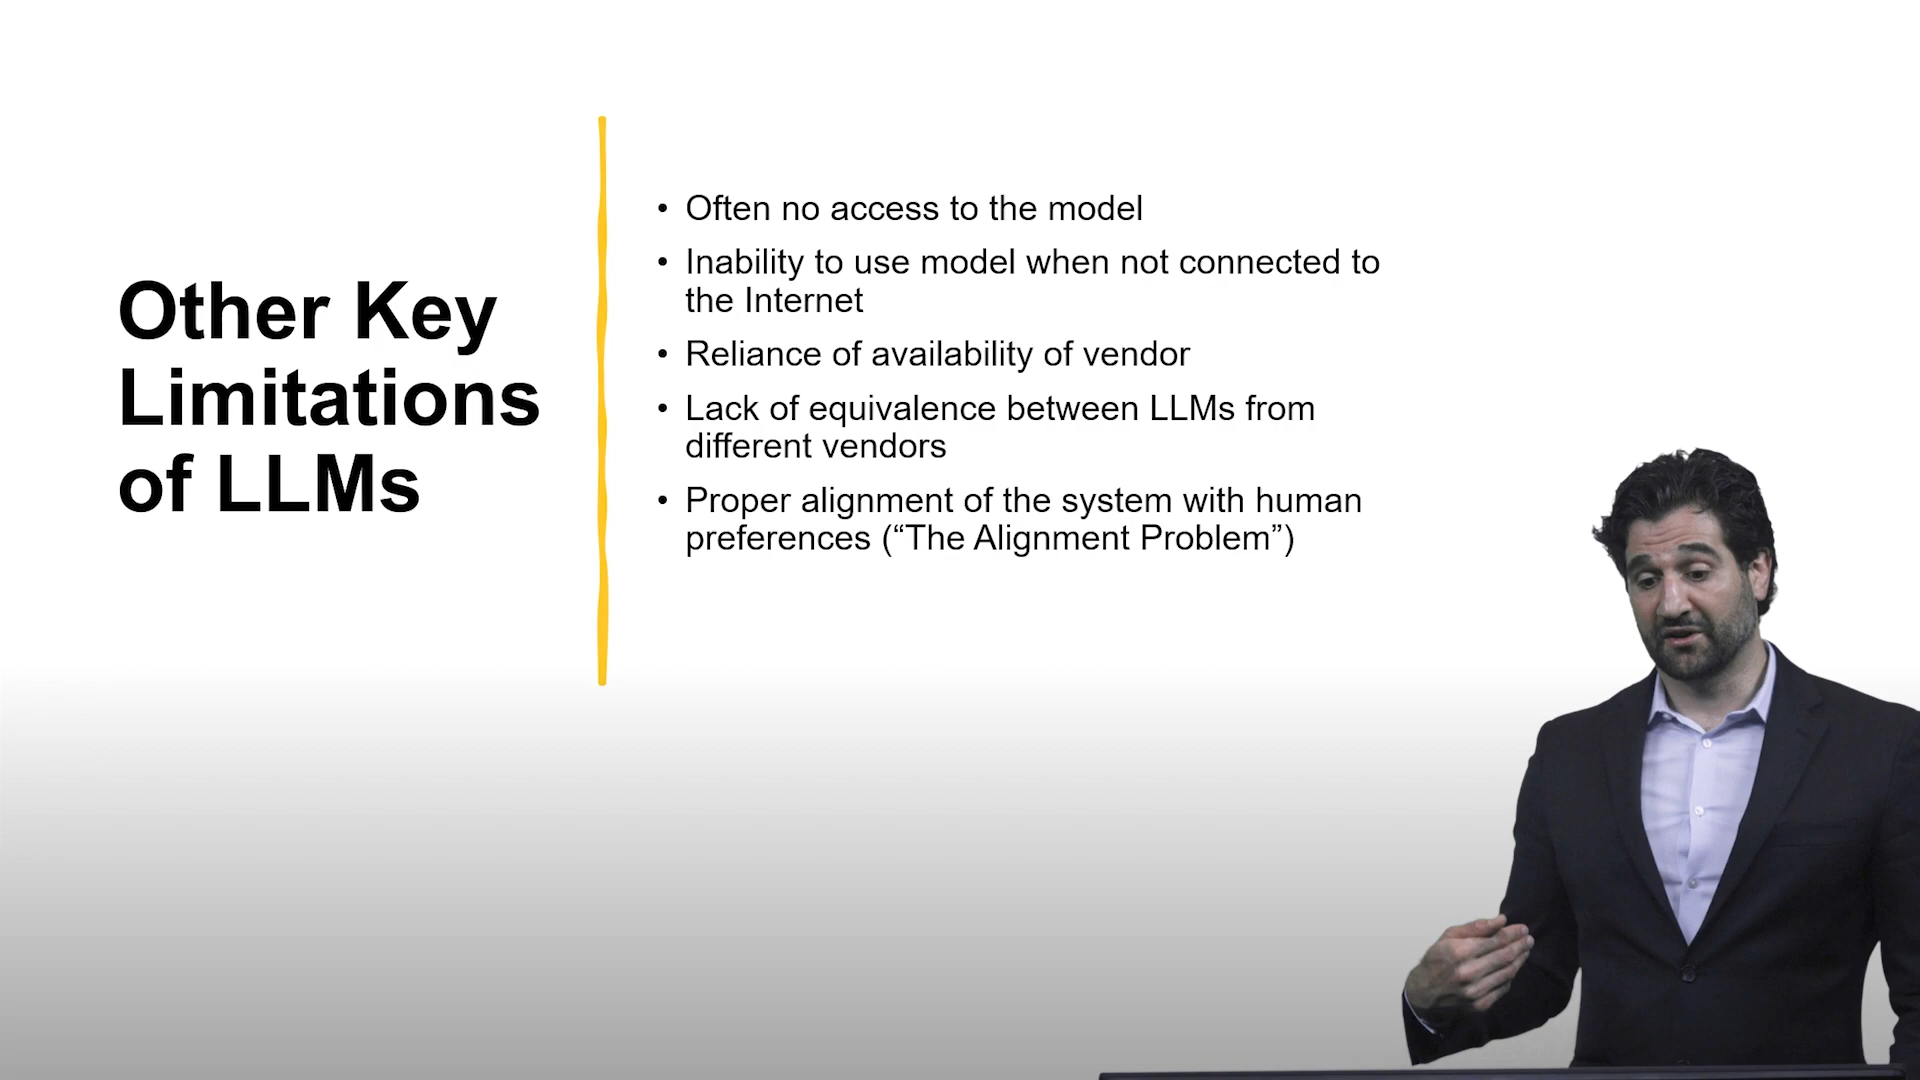 Other Key
Limitations
of LLMs
• Often no access to the model
• Inability to use model when not connected to
the Internet
• Reliance of availability of vendor
• Lack of equivalence between LLMs from
different vendors
• Proper alignment of the system with human
preferences (“The Alignment Problem”)